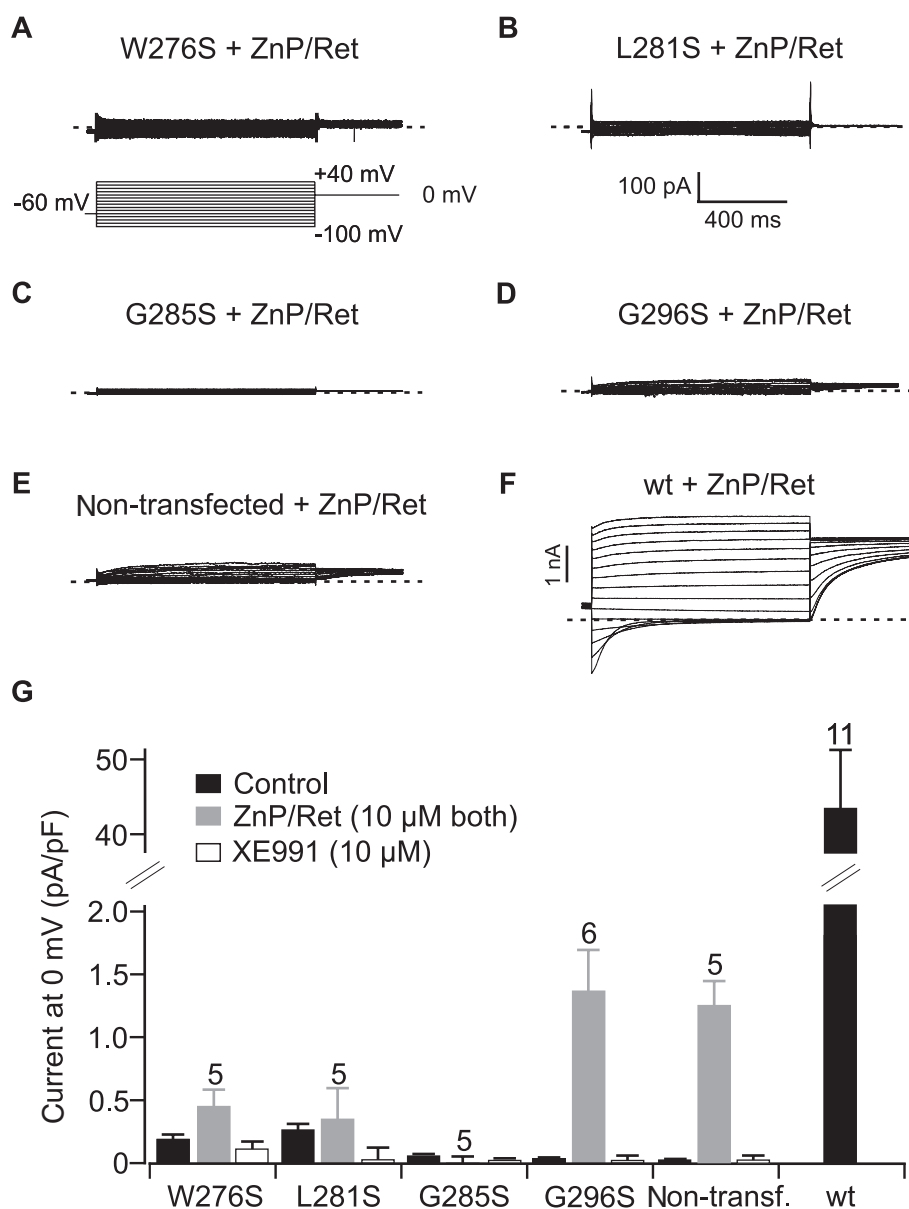 A
W276S + ZnP/Ret
B
L281S + ZnP/Ret
+40 mV
-60 mV
0 mV
-100 mV
100 pA
400 ms
C
G285S + ZnP/Ret
D
G296S + ZnP/Ret
E
Non-transfected + ZnP/Ret
F
wt + ZnP/Ret
1 nA
G
Current at 0 mV (pA/pF)
50
40
2.0
1.5
1.0
0.5
0
Control
ZnP/Ret (10 µM both)
XE991 (10 µM)
5
5
5
6
5
11
W276S
L281S
G285S
G296S
Non-transf.
wt